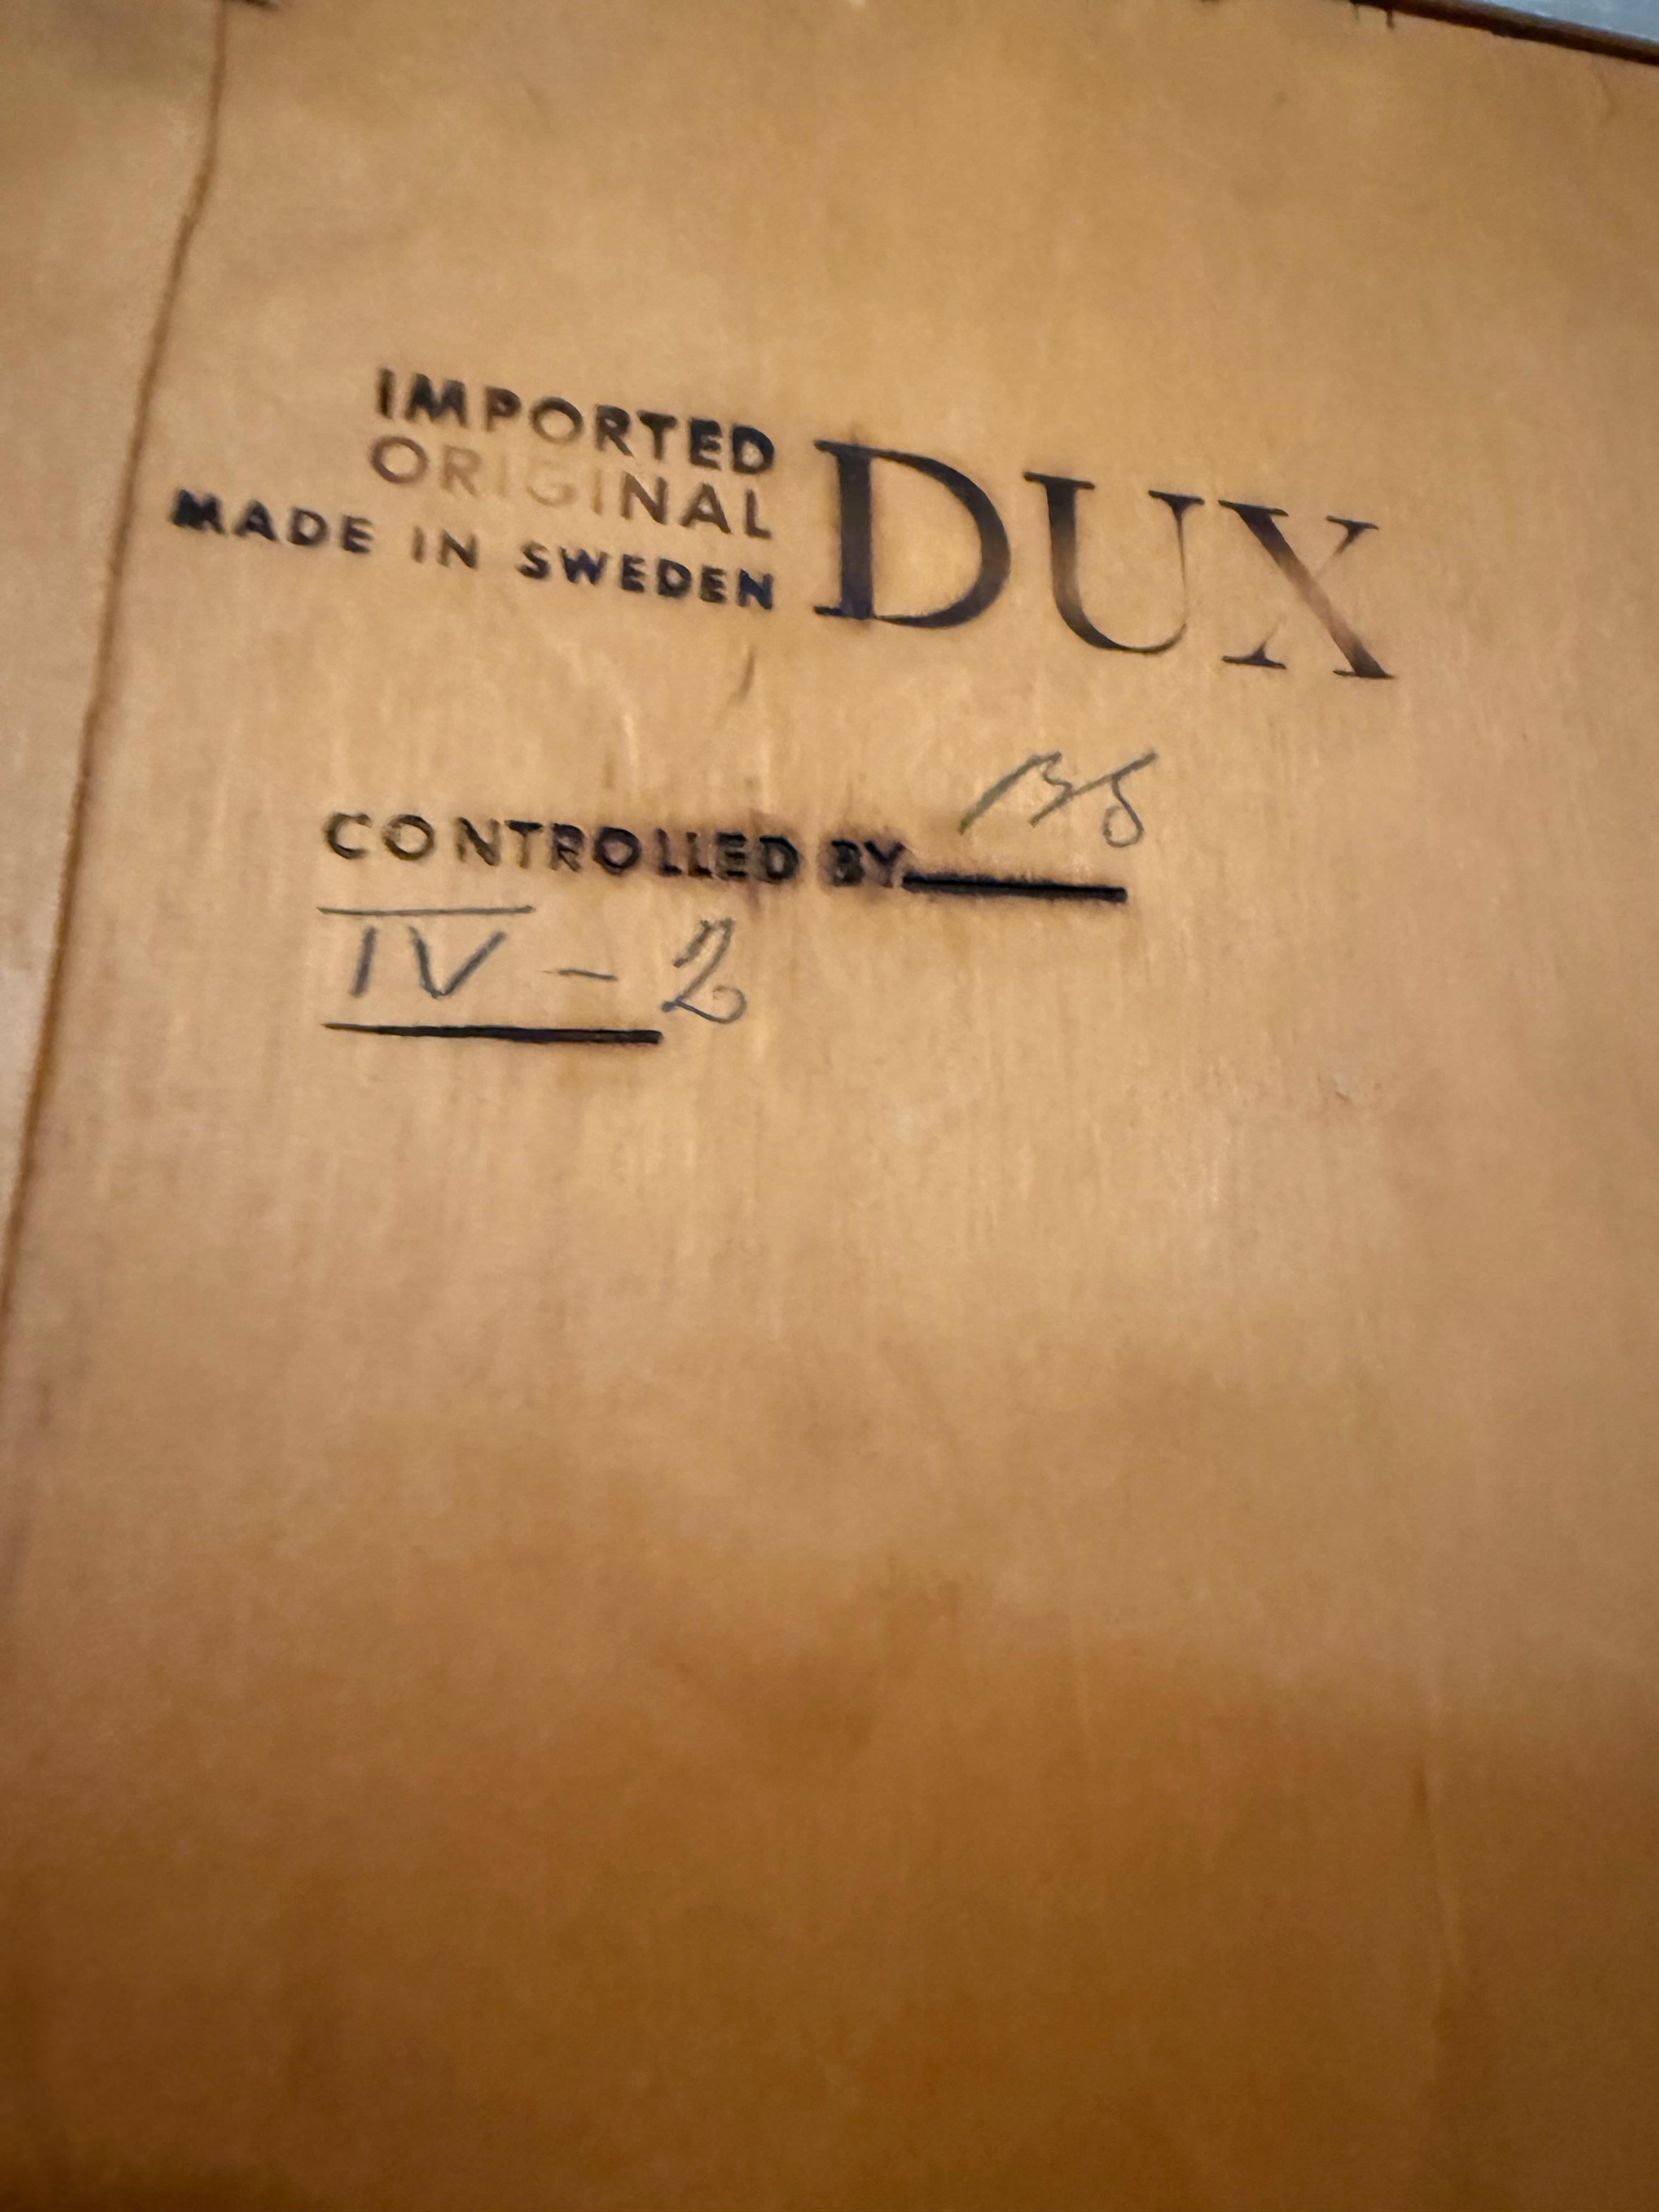 IMPORTED
ORIGINAL
MADE IN SWEDEN
DUX
CONTROLLED BY
IV - 2